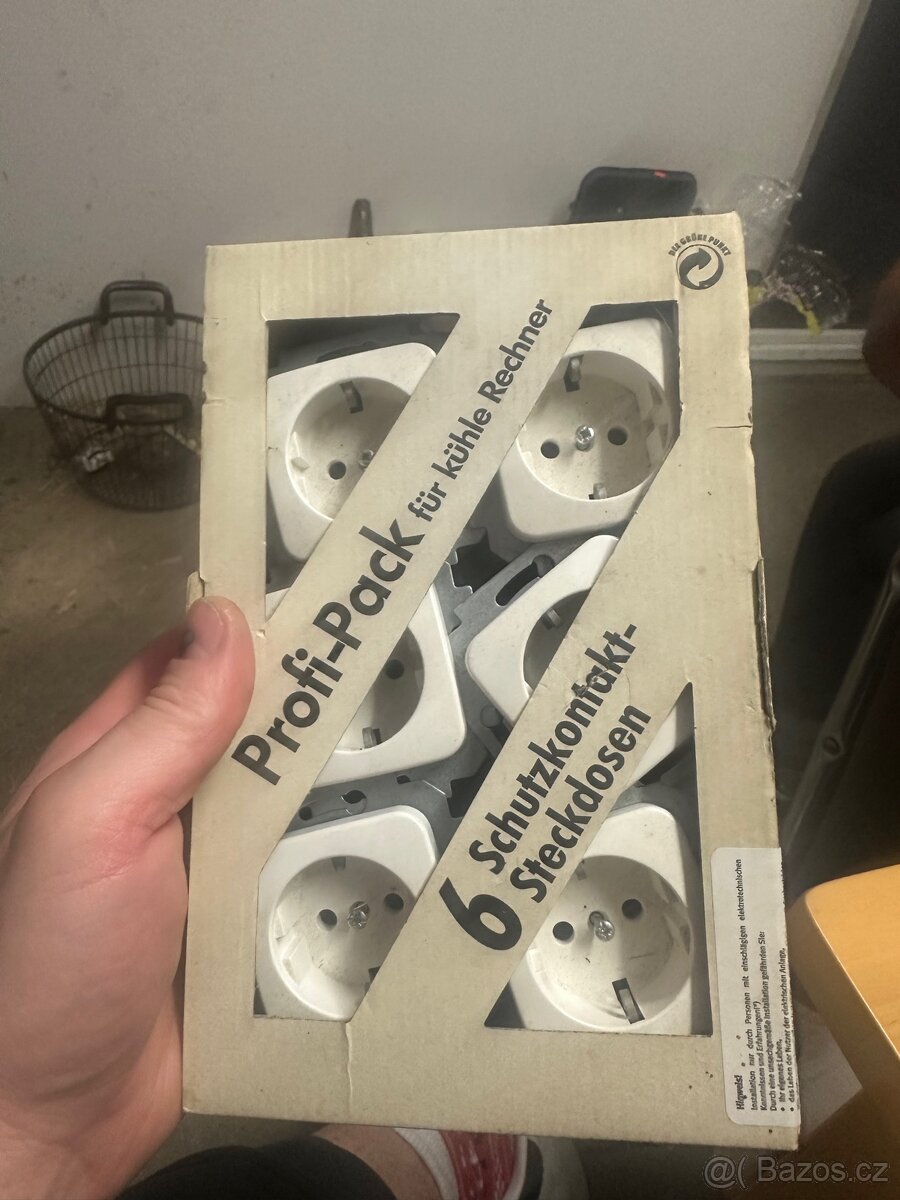 DER GRÜNE PUNKT
Profi-Pack für kühle Rechner
6 Schutzkontakt-
Steckdosen
Hinweis!
Installation nur durch Personen mit einschlägigen elektrotechnischen
Kenntnissen und Erfahrungen!*)
Durch eine unsachgemäße Installation gefährden Sie:
• Ihr eigenes Leben,
• das Leben der Nutzer der elektrischen Anlage.
@( Bazos.cz